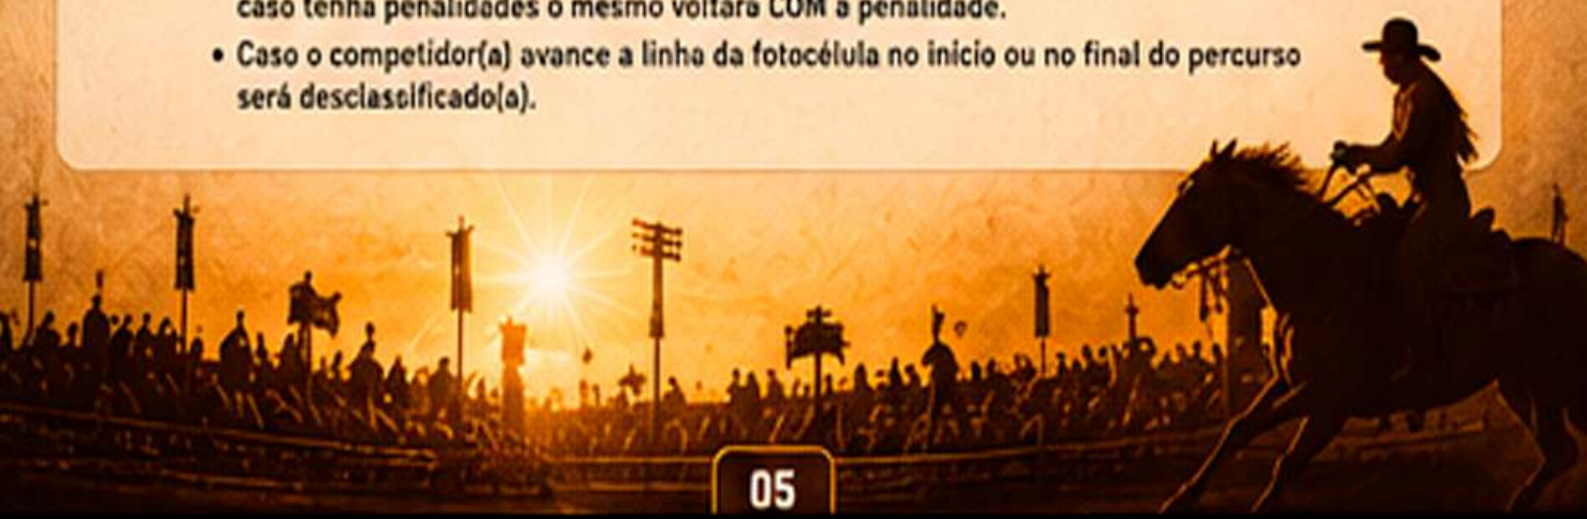 caso tenha penalidades o mesmo voltará COM a penalidade.
• Caso o competidor(a) avance a linha da fotocélula no início ou no final do percurso
será desclassificado(a).
05